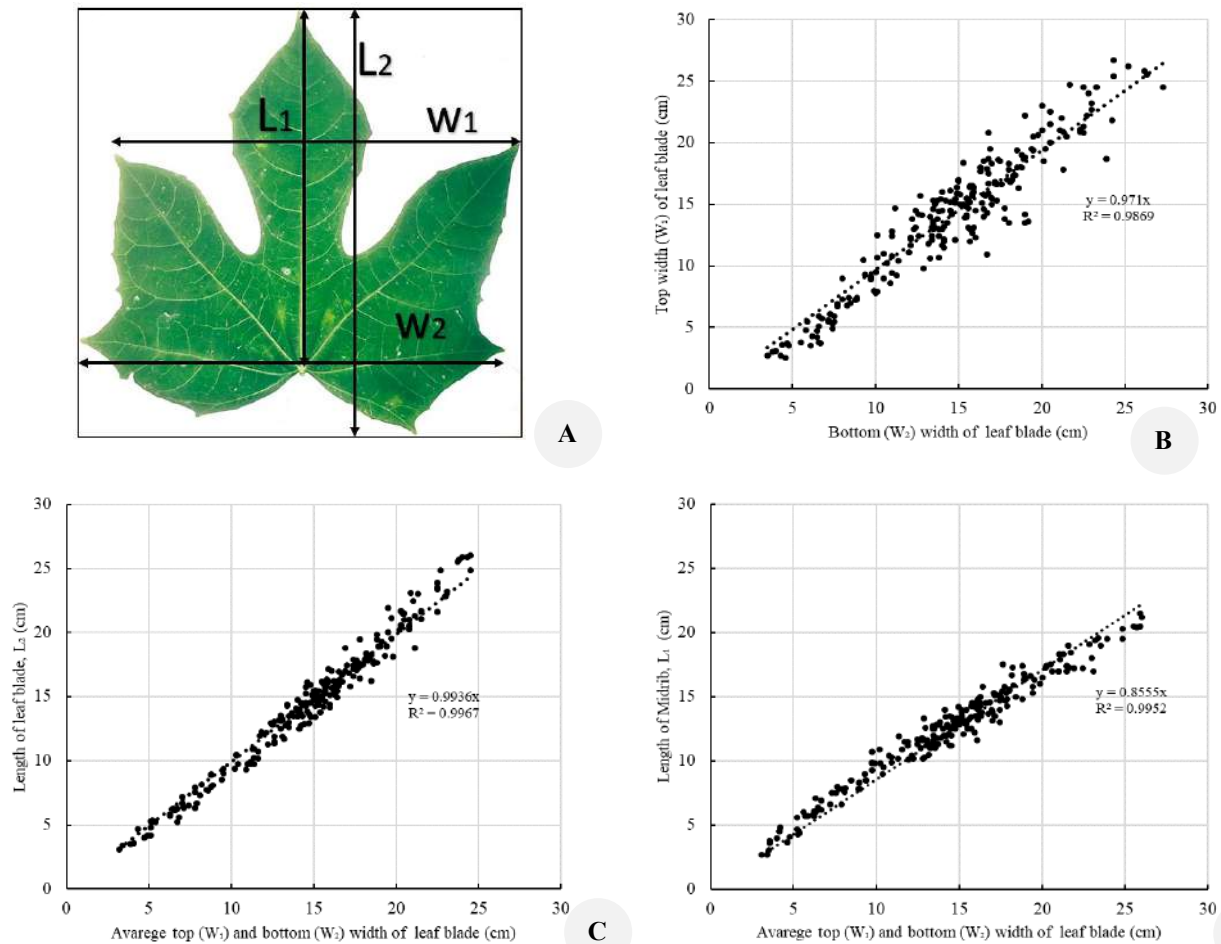 L2
L1
W1
W2
A
30
25
20
15
10
5
0
Top width (W₁) of leaf blade (cm)
y = 0.971x
R² = 0.9869
0 5 10 15 20 25 30
Bottom (W₂) width of leaf blade (cm)
B
30
25
20
15
10
5
0
Length of leaf blade, L₂ (cm)
y = 0.9936x
R² = 0.9967
0 5 10 15 20 25 30
Avarege top (W₁) and bottom (W₂) width of leaf blade (cm)
C
30
25
20
15
10
5
0
Length of Midrib, L₁ (cm)
y = 0.8555x
R² = 0.9952
0 5 10 15 20 25 30
Avarege top (W₁) and bottom (W₂) width of leaf blade (cm)